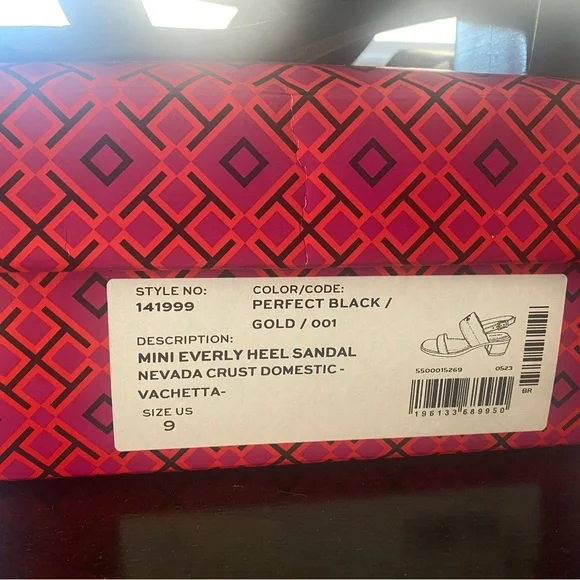 STYLE NO:
141999
COLOR/CODE:
PERFECT BLACK /
GOLD / 001
DESCRIPTION:
MINI EVERLY HEEL SANDAL
NEVADA CRUST DOMESTIC -
VACHETTA-
SIZE US
9
5500015269 0523
196133689950
BR